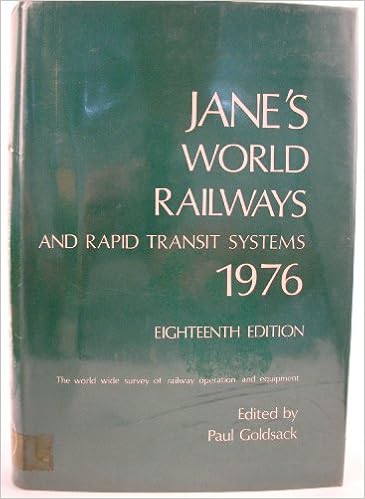 JANE'S
WORLD
RAILWAYS
AND RAPID TRANSIT SYSTEMS
1976
EIGHTEENTH EDITION
The world wide survey of railway operation and equipment
Edited by
Paul Goldsack